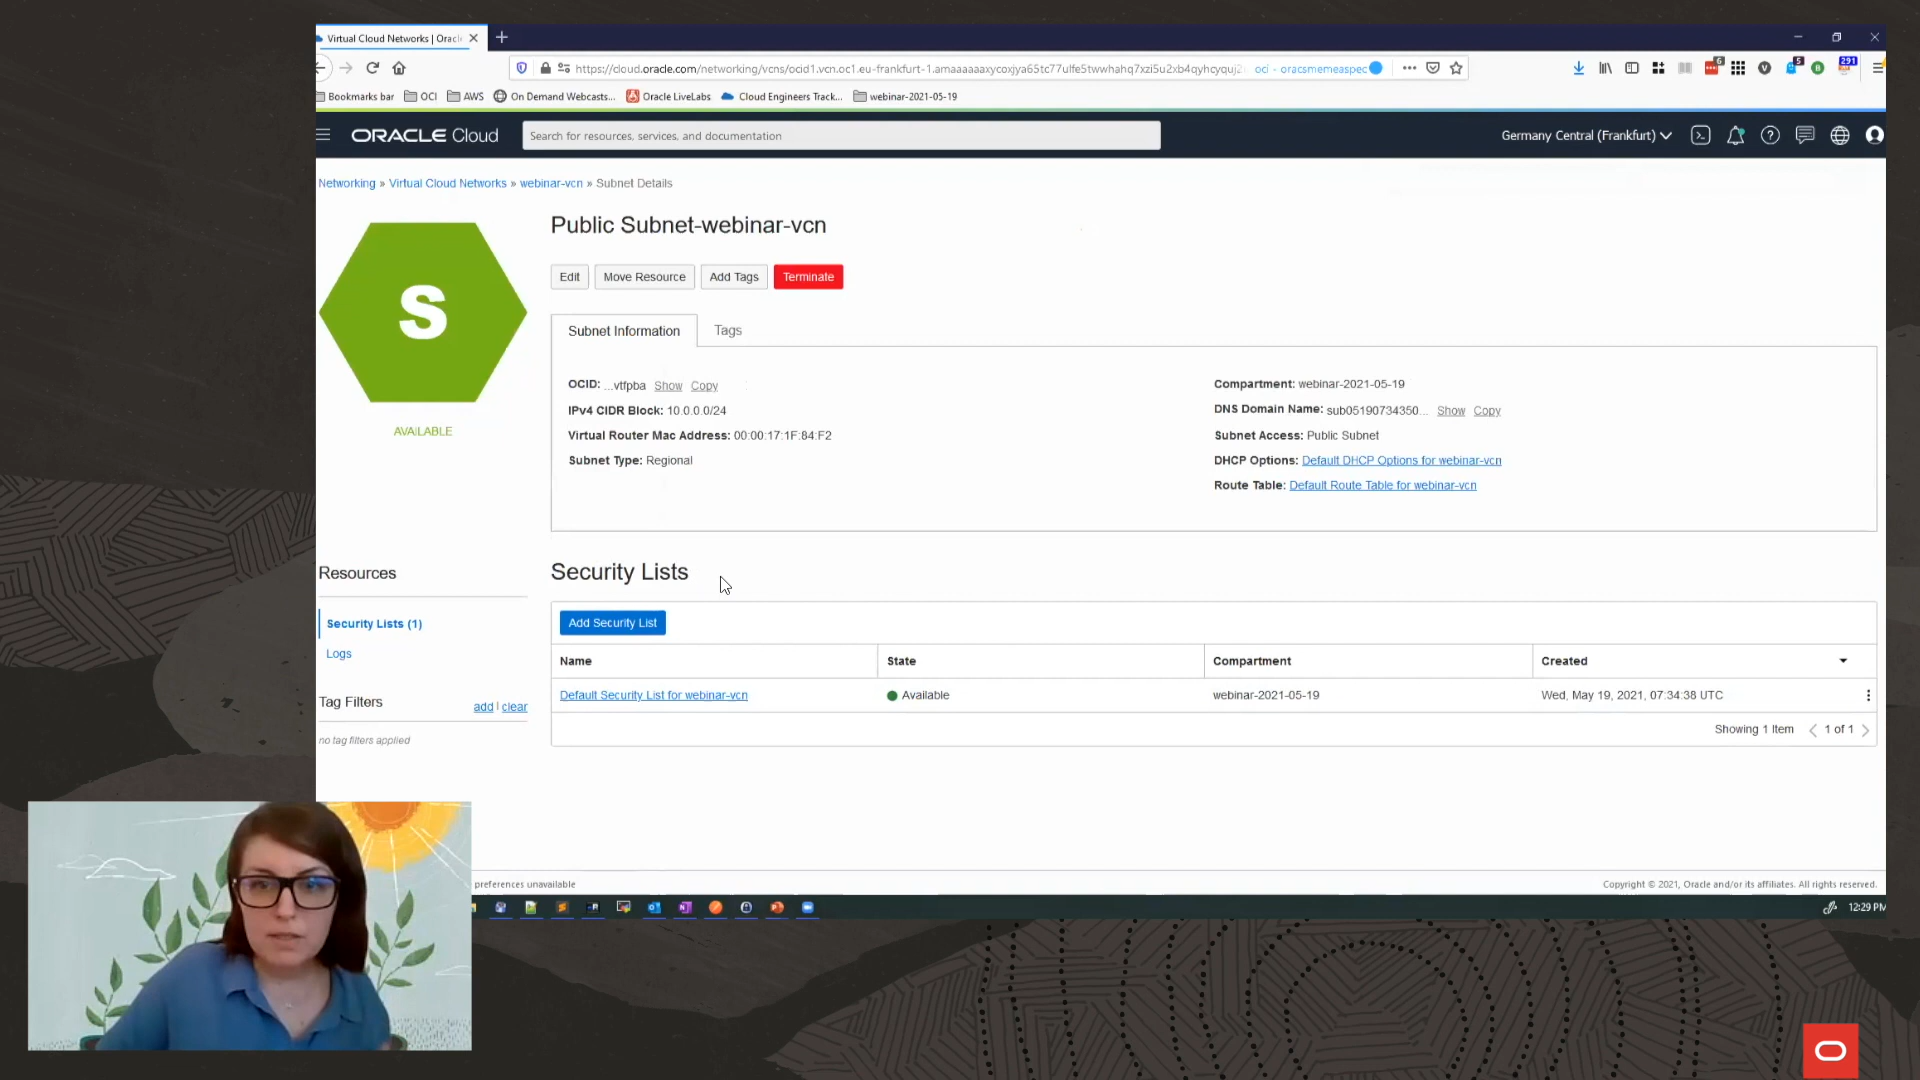 Virtual Cloud Networks | Oracl
https://cloud.oracle.com/networking/vcns/ocid1.vcn.oc1.eu-frankfurt-1.amaaaaaaxycoxjya65tc77ulfe5twwhahq7xzi5u2xb4qyhcyquj2
oci - oracsmemeaspec
6
5
291
Bookmarks bar OCI AWS On Demand Webcasts... Oracle LiveLabs Cloud Engineers Track... webinar-2021-05-19
ORACLE Cloud
Search for resources, services, and documentation
Germany Central (Frankfurt)
Networking » Virtual Cloud Networks » webinar-vcn » Subnet Details
S
AVAILABLE
Public Subnet-webinar-vcn
Edit Move Resource Add Tags Terminate
Subnet Information Tags
OCID: ...vtfpba Show Copy
IPv4 CIDR Block: 10.0.0.0/24
Virtual Router Mac Address: 00:00:17:1F:84:F2
Subnet Type: Regional
Compartment: webinar-2021-05-19
DNS Domain Name: sub05190734350... Show Copy
Subnet Access: Public Subnet
DHCP Options: Default DHCP Options for webinar-vcn
Route Table: Default Route Table for webinar-vcn
Resources
Security Lists (1)
Logs
Tag Filters add | clear
no tag filters applied
Security Lists
Add Security List
Name State Compartment Created
Default Security List for webinar-vcn Available webinar-2021-05-19 Wed, May 19, 2021, 07:34:38 UTC
Showing 1 Item 1 of 1
preferences unavailable
Copyright © 2021, Oracle and/or its affiliates. All rights reserved.
12:29 PM